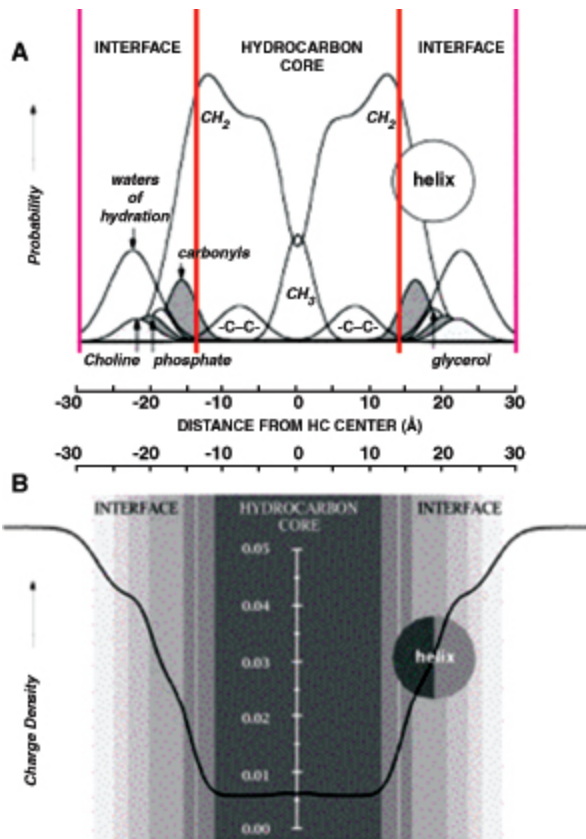 A
INTERFACE
HYDROCARBON
CORE
INTERFACE
CH2
CH2
helix
waters
of
hydration
carbonyls
CH3
-C=C-
-C=C-
Choline
phosphate
glycerol
Probability
-30 -20 -10 0 10 20 30
DISTANCE FROM HC CENTER (Å)
-30 -20 -10 0 10 20 30
B
INTERFACE
HYDROCARBON
CORE
INTERFACE
0.05
0.04
0.03
helix
0.02
0.01
0.00
Charge Density